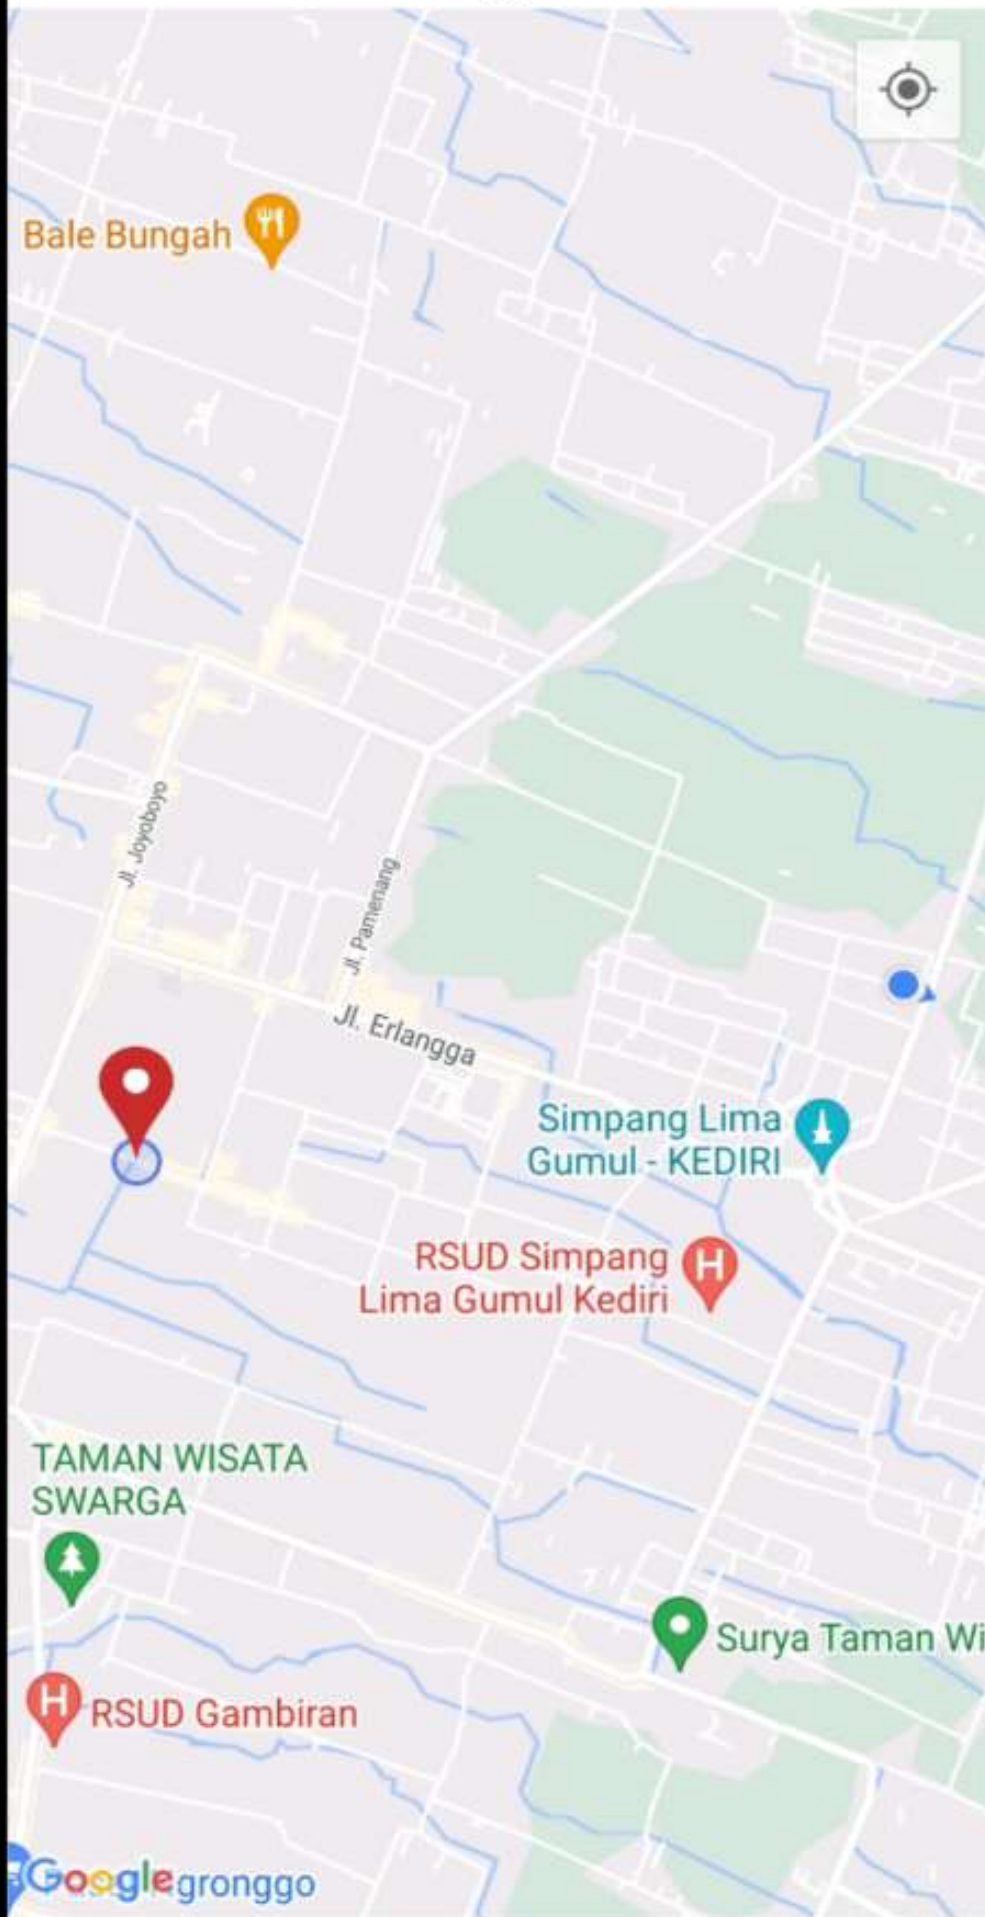 Bale Bungah
Jl. Joyoboyo
Jl. Pamenang
Jl. Erlangga
Simpang Lima
Gumul - KEDIRI
RSUD Simpang
Lima Gumul Kediri
TAMAN WISATA
SWARGA
Surya Taman Wi
RSUD Gambiran
Google
gronggo